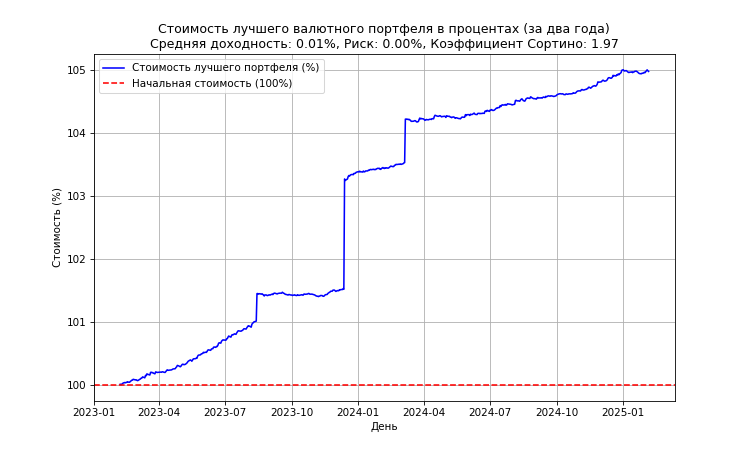 Стоимость лучшего валютного портфеля в процентах (за два года)
Средняя доходность: 0.01%, Риск: 0.00%, Коэффициент Сортино: 1.97
Стоимость лучшего портфеля (%)
Начальная стоимость (100%)
Стоимость (%)
105
104
103
102
101
100
2023-01 2023-04 2023-07 2023-10 2024-01 2024-04 2024-07 2024-10 2025-01
День